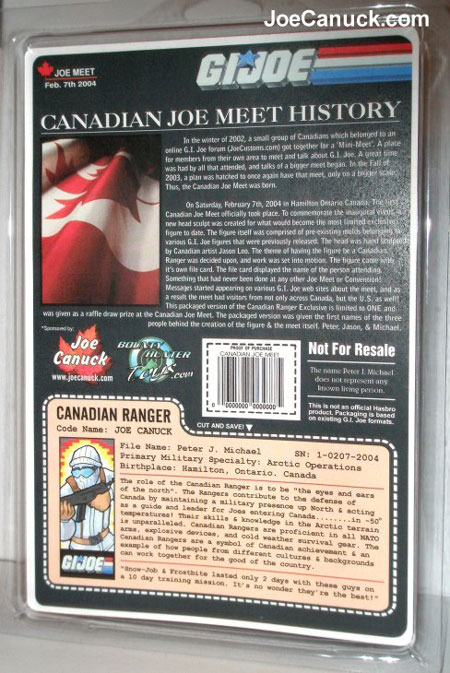 JoeCanuck.com
JOE MEET
Feb. 7th 2004
G.I. JOE
CANADIAN JOE MEET HISTORY
In the winter of 2002, a small group of Canadians which belonged to an
online G.I. Joe forum (JoeCustoms.com) got together for a 'Mini-Meet'. A place
for members from their own area to meet and talk about G.I. Joe. A great time
was had by all that attended, and talks of a bigger meet began. In the Fall of
2003, a plan was hatched to once again have that meet, only on a bigger scale.
Thus, the Canadian Joe Meet was born.
On Saturday, February 7th, 2004 in Hamilton Ontario Canada. The first
Canadian Joe Meet officially took place. To commemorate the inaugural event, a
new head sculpt was created for what would become the most limited exclusive
figure to date. The figure itself was comprised of pre-existing molds belonging to
various G.I. Joe figures that were previously released. The head was hand sculpted
by Canadian artist Jason Loo. The theme of having the figure be a Canadian
Ranger was decided upon, and work was set into motion. The figure came with
it's own file card. The file card displayed the name of the person attending.
Something that had never been done at any other Joe Meet or Convention!
Messages started appearing on various G.I. Joe web sites about the meet, and as
a result the meet had visitors from not only across Canada, but the U.S. as well!
This packaged version of the Canadian Ranger Exclusive is limited to ONE and
was given as a raffle draw prize at the Canadian Joe Meet. The packaged version was given the first names of the three
people behind the creation of the figure & the meet itself. Peter, Jason, & Michael.
*Sponsored by:
Joe
Canuck
www.joecanuck.com
BOUNTY HUNTER
TOYS.com
PROOF OF PURCHASE
CANADIAN JOE MEET
0 0000000 0000000
Not For Resale
The name Peter J. Michael
does not represent any
known living person.
This is not an official Hasbro
product. Packaging is based
on existing G.I. Joe formats.
CUT AND SAVE!
CANADIAN RANGER
Code Name: JOE CANUCK
File Name: Peter J. Michael SN: 1-0207-2004
Primary Military Specialty: Arctic Operations
Birthplace: Hamilton, Ontario. Canada
The role of the Canadian Ranger is to be "the eyes and ears
of the north". The Rangers contribute to the defense of
Canada by maintaining a military presence up North & acting
as a guide and leader for Joes entering Canada........in -50°
temperatures! Their skills & knowledge in the Arctic terrain
is unparalleled. Canadian Rangers are proficient in all NATO
arms, explosive devices, and cold weather survival gear. The
Canadian Rangers are a symbol of Canadian achievement & an
example of how people from different cultures & backgrounds
can work together for the good of the country.
"Snow-Job & Frostbite lasted only 2 days with these guys on
a 10 day training mission. It's no wonder they're the best!"
G.I. JOE